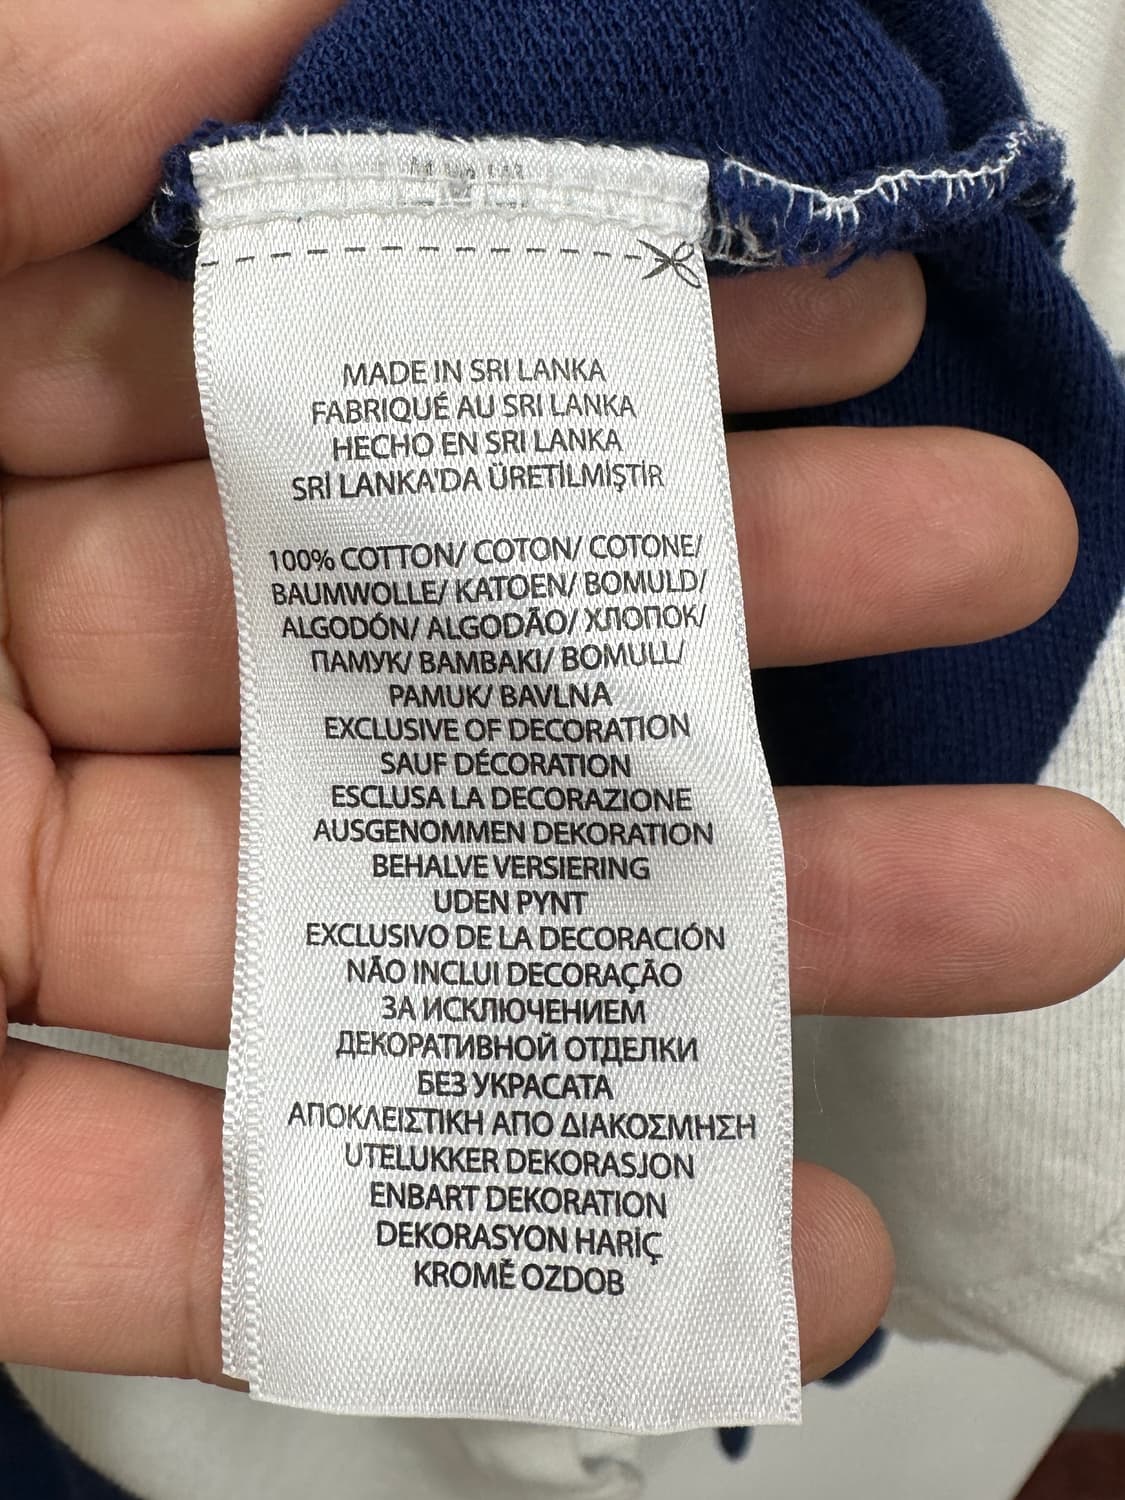 MADE IN SRI LANKA
FABRIQUÉ AU SRI LANKA
HECHO EN SRI LANKA
SRİ LANKA'DA ÜRETİLMİŞTİR
100% COTTON/ COTON/ COTONE/
BAUMWOLLE/ KATOEN/ BOMULD/
ALGODÓN/ ALGODÃO/ ХЛОПОК/
ПАМУК/ BAMBAKI/ BOMULL/
PAMUK/ BAVLNA
EXCLUSIVE OF DECORATION
SAUF DÉCORATION
ESCLUSA LA DECORAZIONE
AUSGENOMMEN DEKORATION
BEHALVE VERSIERING
UDEN PYNT
EXCLUSIVO DE LA DECORACIÓN
NÃO INCLUI DECORAÇÃO
ЗА ИСКЛЮЧЕНИЕМ
ДЕКОРАТИВНОЙ ОТДЕЛКИ
БЕЗ УКРАСАТА
ΑΠΟΚΛΕΙΣΤΙΚΗ ΑΠΟ ΔΙΑΚΟΣΜΗΣΗ
UTELUKKER DEKORASJON
ENBART DEKORATION
DEKORASYON HARİÇ
KROMĚ OZDOB